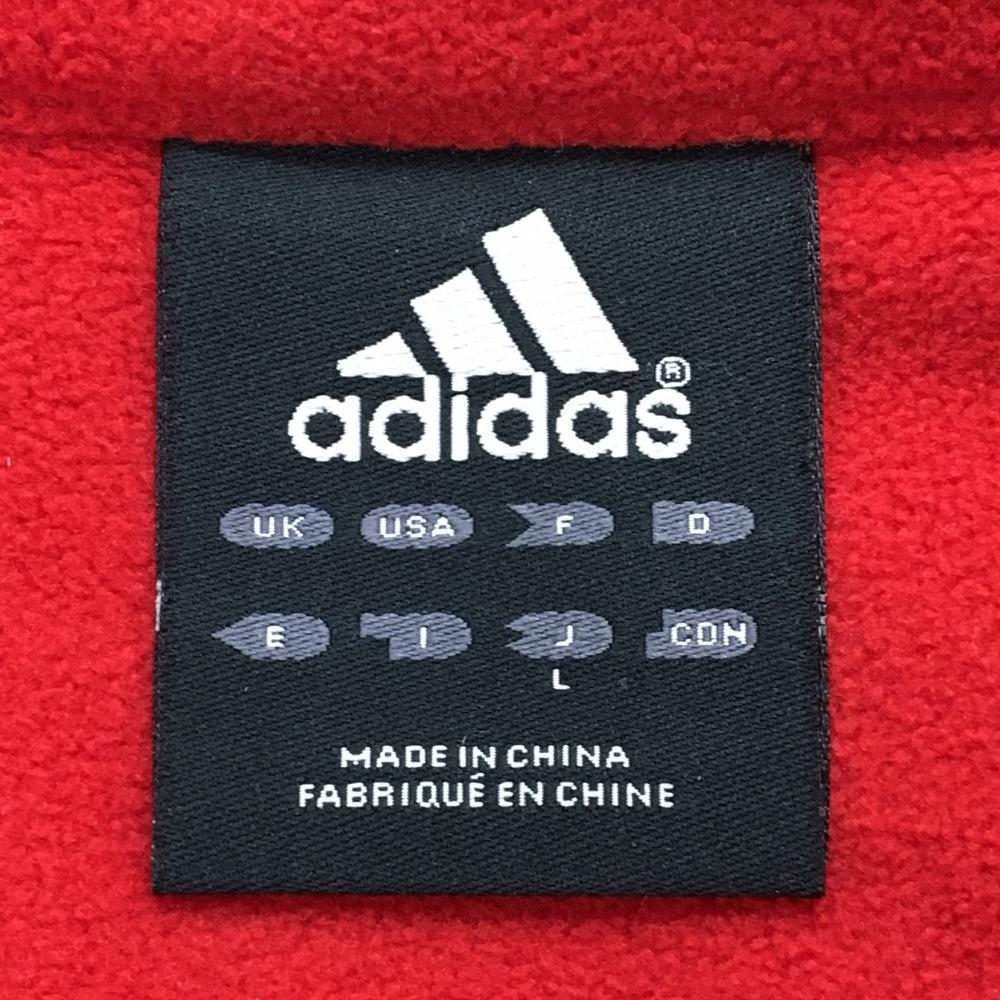 adidas®
UK USA F D
E I J CDN
L
MADE IN CHINA
FABRIQUÉ EN CHINE